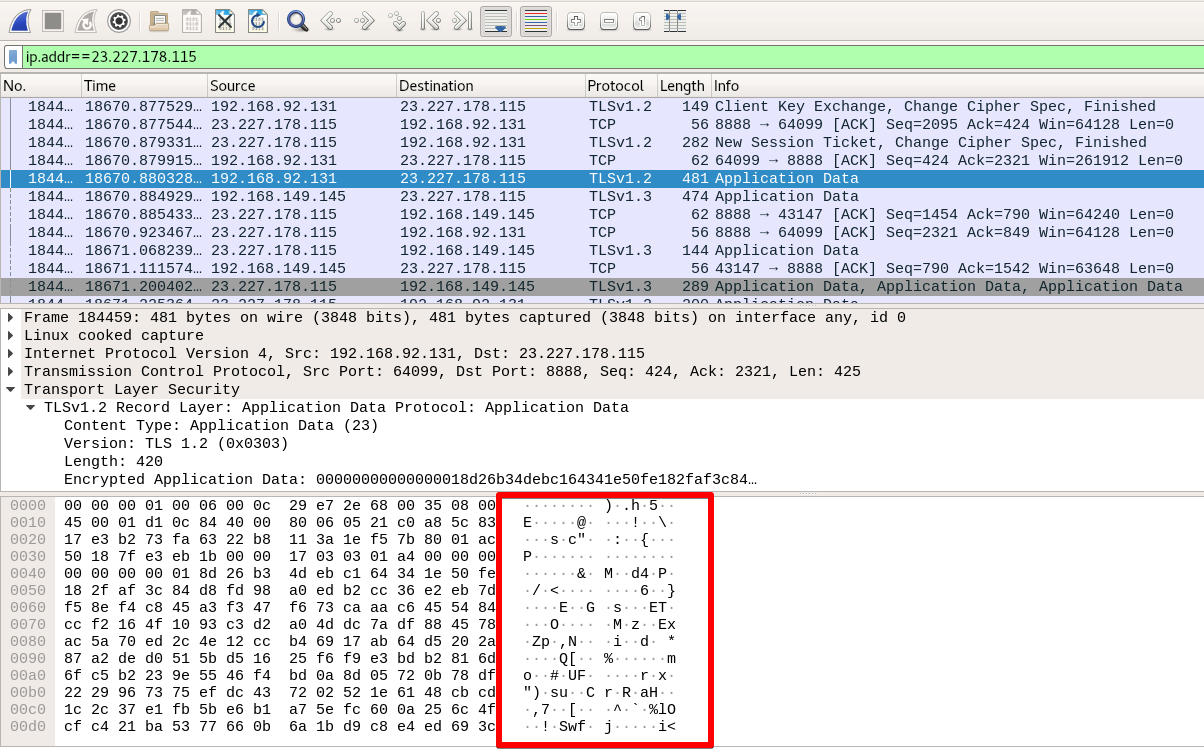 ip.addr==23.227.178.115
No. Time Source Destination Protocol Length Info
1844… 18670.877529… 192.168.92.131 23.227.178.115 TLSv1.2 149 Client Key Exchange, Change Cipher Spec, Finished
1844… 18670.877544… 23.227.178.115 192.168.92.131 TCP 56 8888 → 64099 [ACK] Seq=2095 Ack=424 Win=64128 Len=0
1844… 18670.879331… 23.227.178.115 192.168.92.131 TLSv1.2 282 New Session Ticket, Change Cipher Spec, Finished
1844… 18670.879915… 192.168.92.131 23.227.178.115 TCP 62 64099 → 8888 [ACK] Seq=424 Ack=2321 Win=261912 Len=0
1844… 18670.880328… 192.168.92.131 23.227.178.115 TLSv1.2 481 Application Data
1844… 18670.884929… 192.168.149.145 23.227.178.115 TLSv1.3 474 Application Data
1844… 18670.885433… 23.227.178.115 192.168.149.145 TCP 62 8888 → 43147 [ACK] Seq=1454 Ack=790 Win=64240 Len=0
1844… 18670.923467… 23.227.178.115 192.168.92.131 TCP 56 8888 → 64099 [ACK] Seq=2321 Ack=849 Win=64128 Len=0
1844… 18671.068239… 23.227.178.115 192.168.149.145 TLSv1.3 144 Application Data
1844… 18671.111574… 192.168.149.145 23.227.178.115 TCP 56 43147 → 8888 [ACK] Seq=790 Ack=1542 Win=63648 Len=0
1844… 18671.200402… 23.227.178.115 192.168.149.145 TLSv1.3 289 Application Data, Application Data, Application Data
Frame 184459: 481 bytes on wire (3848 bits), 481 bytes captured (3848 bits) on interface any, id 0
Linux cooked capture
Internet Protocol Version 4, Src: 192.168.92.131, Dst: 23.227.178.115
Transmission Control Protocol, Src Port: 64099, Dst Port: 8888, Seq: 424, Ack: 2321, Len: 425
Transport Layer Security
TLSv1.2 Record Layer: Application Data Protocol: Application Data
Content Type: Application Data (23)
Version: TLS 1.2 (0x0303)
Length: 420
Encrypted Application Data: 00000000000000018d26b34debc164341e50fe182faf3c84…
0000 00 00 00 01 00 06 00 0c 29 e7 2e 68 00 35 08 00 ········ )·.h·5··
0010 45 00 01 d1 0c 84 40 00 80 06 05 21 c0 a8 5c 83 E·····@· ···!··\·
0020 17 e3 b2 73 fa 63 22 b8 11 3a 1e f5 7b 80 01 ac ···s·c"· ·:··{···
0030 50 18 7f e3 eb 1b 00 00 17 03 03 01 a4 00 00 00 P······· ········
0040 00 00 00 00 01 8d 26 b3 4d eb c1 64 34 1e 50 fe ······&· M··d4·P·
0050 18 2f af 3c 84 d8 fd 98 a0 ed b2 cc 36 e2 eb 7d ·/·<···· ····6··}
0060 f5 8e f4 c8 45 a3 f3 47 f6 73 ca aa c6 45 54 84 ····E··G ·s···ET·
0070 cc f2 16 4f 10 93 c3 d2 a0 4d dc 7a df 88 45 78 ···O···· ·M·z··Ex
0080 ac 5a 70 ed 2c 4e 12 cc b4 69 17 ab 64 d5 20 2a ·Zp·,N·· ·i··d· *
0090 87 a2 de d0 51 5b d5 16 25 f6 f9 e3 bd b2 81 6d ····Q[·· %······m
00a0 6f c5 b2 23 9e 55 46 f4 bd 0a 8d 05 72 0b 78 df o··#·UF· ····r·x·
00b0 22 29 96 73 75 ef dc 43 72 02 52 1e 61 48 cb cd ")·su··C r·R·aH··
00c0 1c 2c 37 e1 fb 5b e6 b1 a7 5e fc 60 0a 25 6c 4f ·,7··[·· ·^·`·%lO
00d0 cf c4 21 ba 53 77 66 0b 6a 1b d9 c8 e4 ed 69 3c ··!·Swf· j·····i<